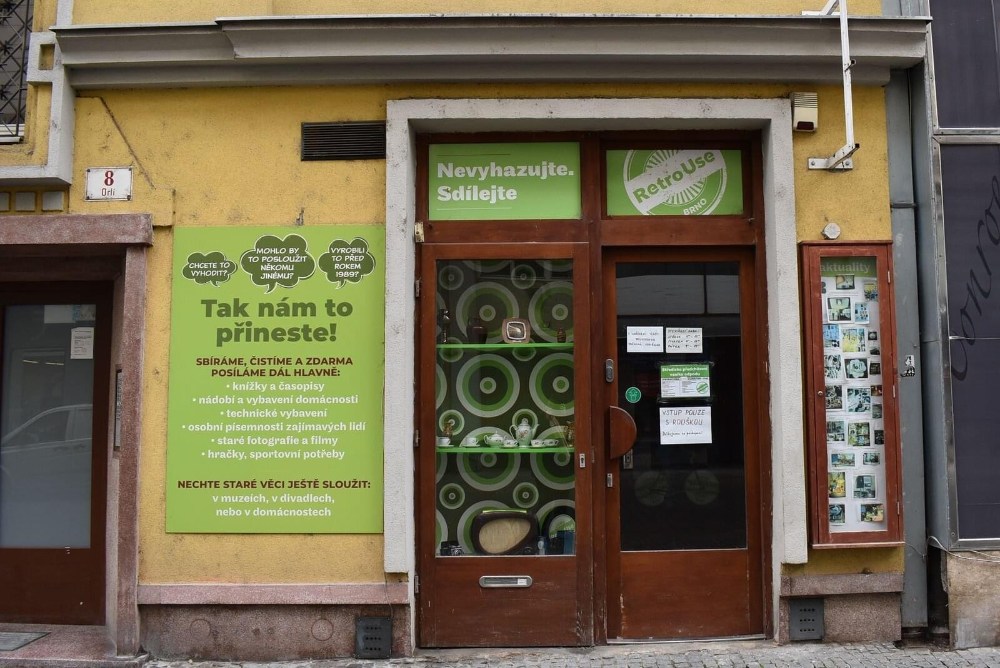 8
Orlí
CHCETE TO
VYHODIT?
MOHLO BY
TO POSLOUŽIT
NĚKOMU
JINÉMU?
VYROBILI
TO PŘED
ROKEM
1989?
Tak nám to
přineste!
SBÍRÁME, ČISTÍME A ZDARMA
POSÍLÁME DÁL HLAVNĚ:
• knížky a časopisy
• nádobí a vybavení domácnosti
• technické vybavení
• osobní písemnosti zajímavých lidí
• staré fotografie a filmy
• hračky, sportovní potřeby
NECHTE STARÉ VĚCI JEŠTĚ SLOUŽIT:
v muzeích, v divadlech,
nebo v domácnostech
Nevyhazujte.
Sdílejte
RetroUse
BRNO
OTEVÍRACÍ DOBA:
Středisko předcházení
vzniku odpadu
VSTUP POUZE
S ROUŠKOU
Děkujeme za pochopení
aktuality